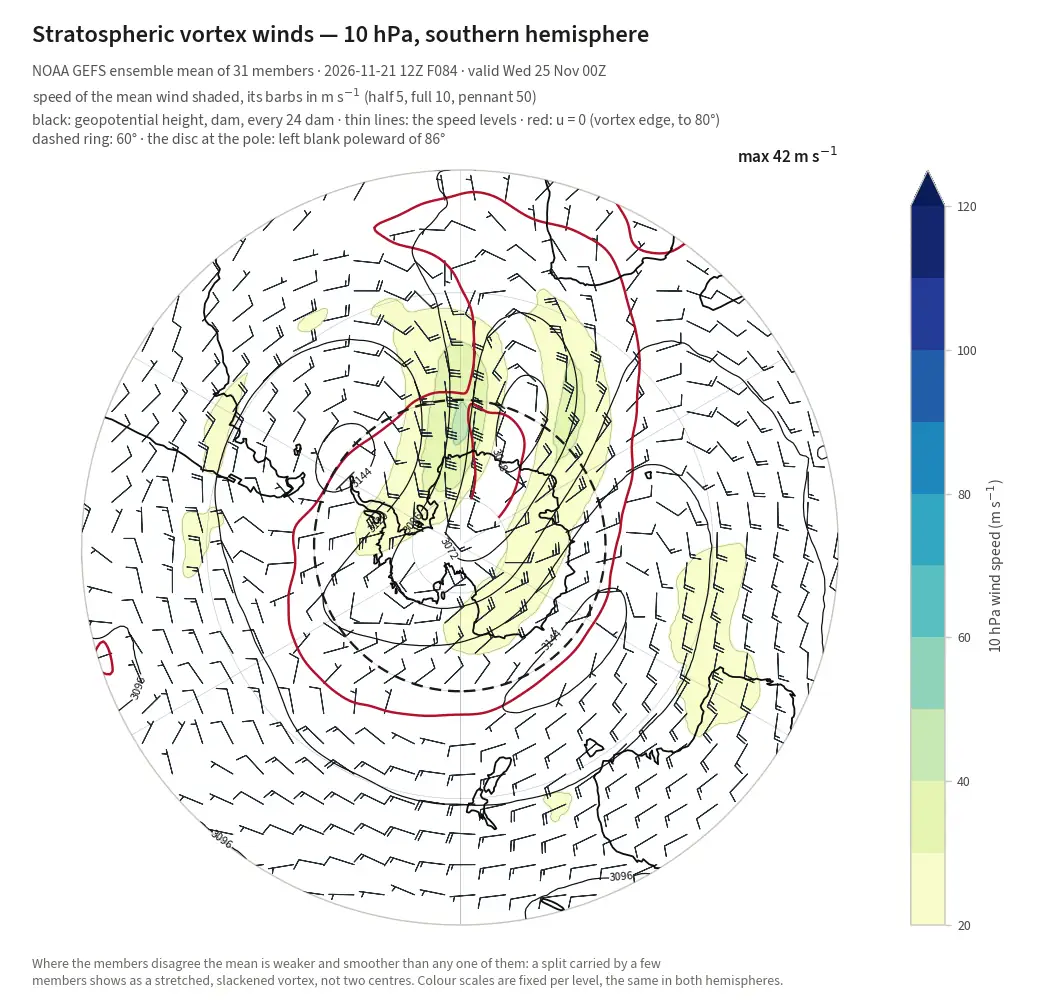 Stratospheric vortex winds — 10 hPa, southern hemisphere
NOAA GEFS ensemble mean of 31 members · 2026-11-21 12Z F084 · valid Wed 25 Nov 00Z
speed of the mean wind shaded, its barbs in m s⁻¹ (half 5, full 10, pennant 50)
black: geopotential height, dam, every 24 dam · thin lines: the speed levels · red: u = 0 (vortex edge, to 80°)
dashed ring: 60° · the disc at the pole: left blank poleward of 86°
max 42 m s⁻¹
120
100
80
60
40
20
10 hPa wind speed (m s⁻¹)
3144
3072
3144
3096
3096
3096
Where the members disagree the mean is weaker and smoother than any one of them: a split carried by a few
members shows as a stretched, slackened vortex, not two centres. Colour scales are fixed per level, the same in both hemispheres.